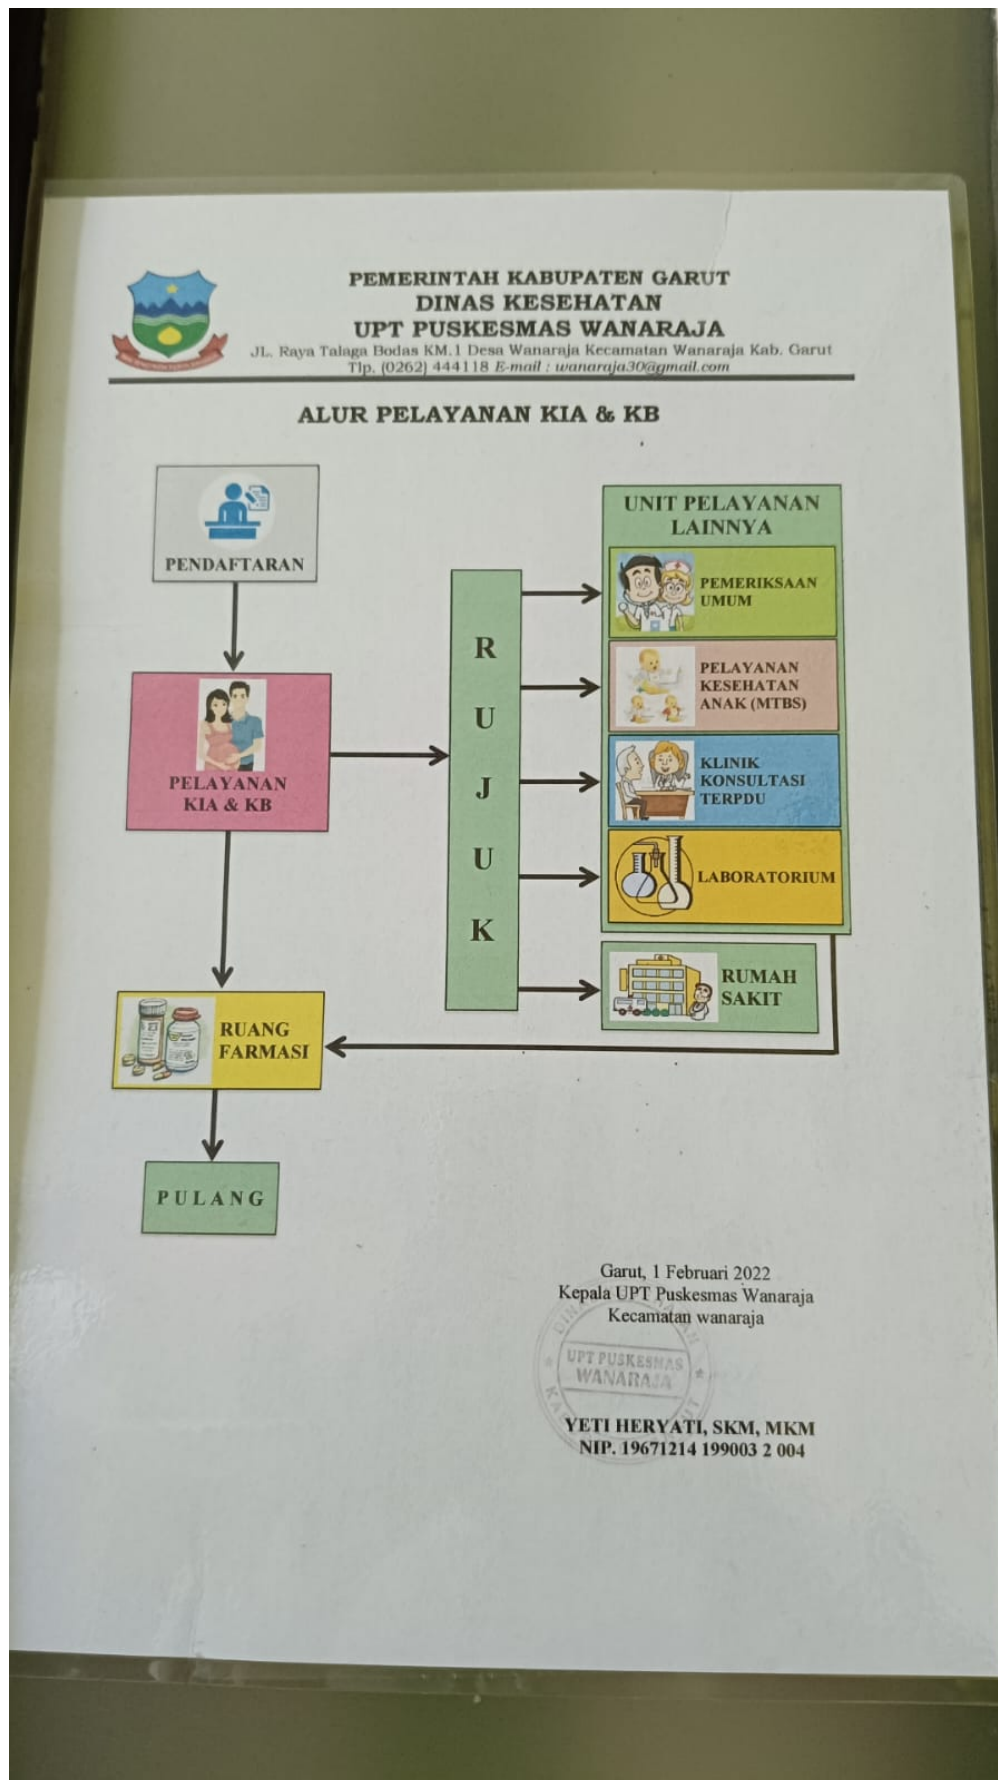 PEMERINTAH KABUPATEN GARUT
DINAS KESEHATAN
UPT PUSKESMAS WANARAJA
JL. Raya Talaga Bodas KM.1 Desa Wanaraja Kecamatan Wanaraja Kab. Garut
Tlp. (0262) 444118 E-mail : wanaraja30@gmail.com
ALUR PELAYANAN KIA & KB
PENDAFTARAN
PELAYANAN
KIA & KB
RUANG
FARMASI
PULANG
R
U
J
U
K
UNIT PELAYANAN
LAINNYA
PEMERIKSAAN
UMUM
PELAYANAN
KESEHATAN
ANAK (MTBS)
KLINIK
KONSULTASI
TERPDU
LABORATORIUM
RUMAH
SAKIT
Garut, 1 Februari 2022
Kepala UPT Puskesmas Wanaraja
Kecamatan wanaraja
UPT PUSKESMAS
WANARAJA
YETI HERYATI, SKM, MKM
NIP. 19671214 199003 2 004